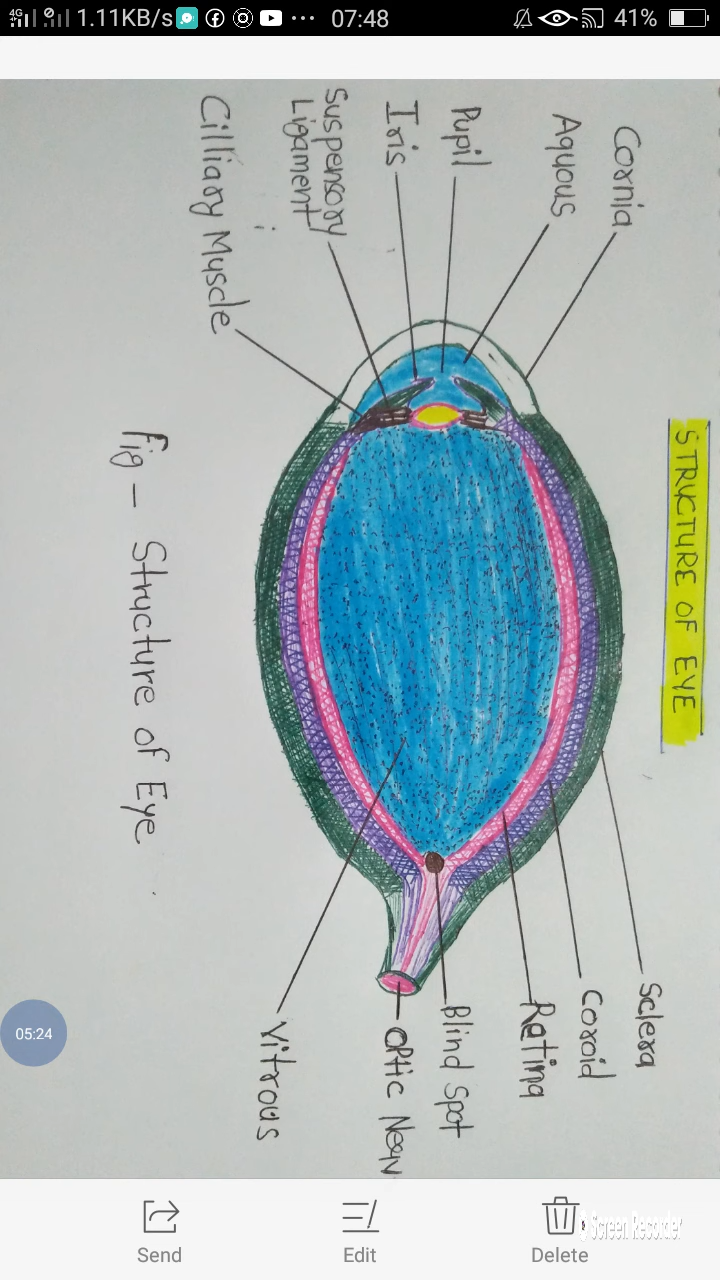 4G 1.11KB/s ... 07:48 41%
STRUCTURE OF EYE
Cornia
Aquous
Pupil
Iris
Suspensory
Ligament
Cilliary Muscle
Sclera
Coroid
Retina
Blind Spot
Optic Nerv
Vitrous
Fig - Structure of Eye
05:24
Screen Recorder
Send
Edit
Delete